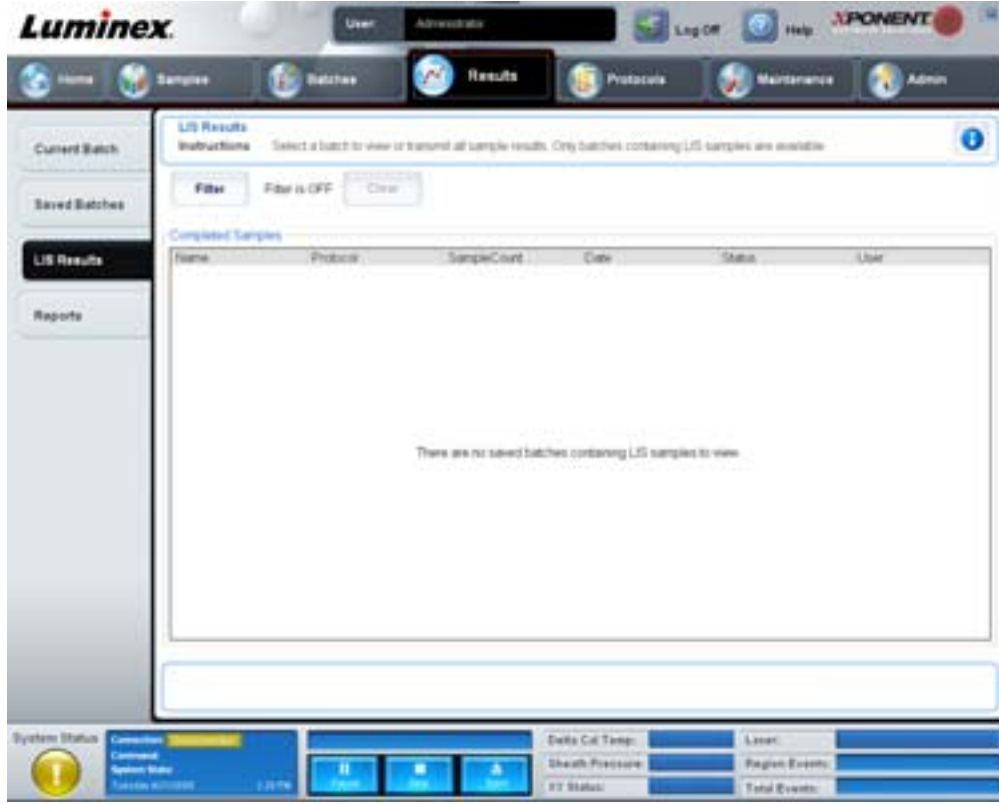 Luminex.
User: Administrator
Log Off
Help
XPONENT
Home
Samples
Batches
Results
Protocols
Maintenance
Admin
Current Batch
Saved Batches
LIS Results
Reports
LIS Results
Instructions Select a batch to view or transmit all sample results. Only batches containing LIS samples are available.
Filter Filter is OFF Clear
Completed Samples
Name Protocol SampleCount Date Status User
There are no saved batches containing LIS samples to view.
System Status
Connection:
Command:
System State:
Tuesday
Delta Cal Temp: Laser:
Sheath Pressure: Region Events:
XY Status: Total Events: